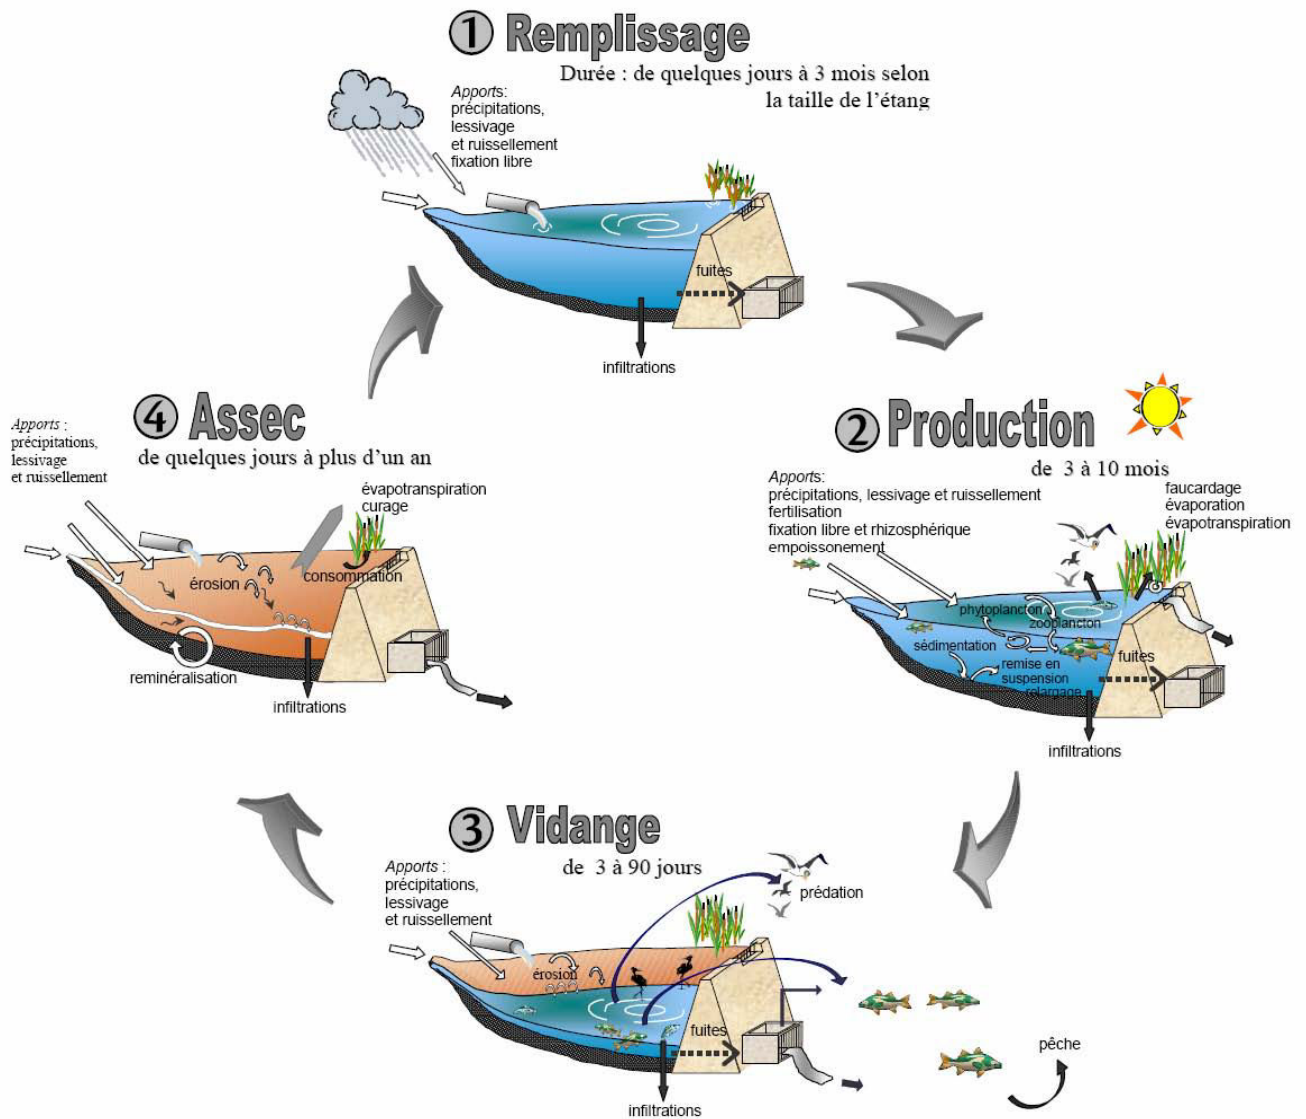 1 Remplissage
Durée : de quelques jours à 3 mois selon
la taille de l'étang
Apports:
précipitations,
lessivage
et ruissellement
fixation libre
fuites
infiltrations
2 Production
de 3 à 10 mois
Apports:
précipitations, lessivage et ruissellement
fertilisation
fixation libre et rhizosphérique
empoissonement
faucardage
évaporation
évapotranspiration
phytoplancton
zooplancton
sédimentation
remise en
suspension
relargage
fuites
infiltrations
3 Vidange
de 3 à 90 jours
Apports :
précipitations,
lessivage
et ruissellement
prédation
érosion
fuites
pêche
infiltrations
4 Assec
de quelques jours à plus d'un an
Apports :
précipitations,
lessivage
et ruissellement
évapotranspiration
curage
érosion
consommation
reminéralisation
infiltrations